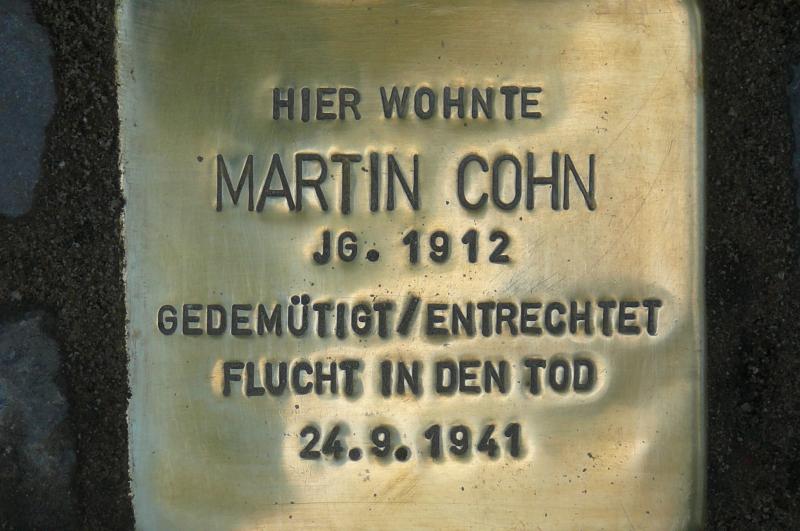 HIER WOHNTE
MARTIN COHN
JG. 1912
GEDEMÜTIGT/ENTRECHTET
FLUCHT IN DEN TOD
24.9.1941